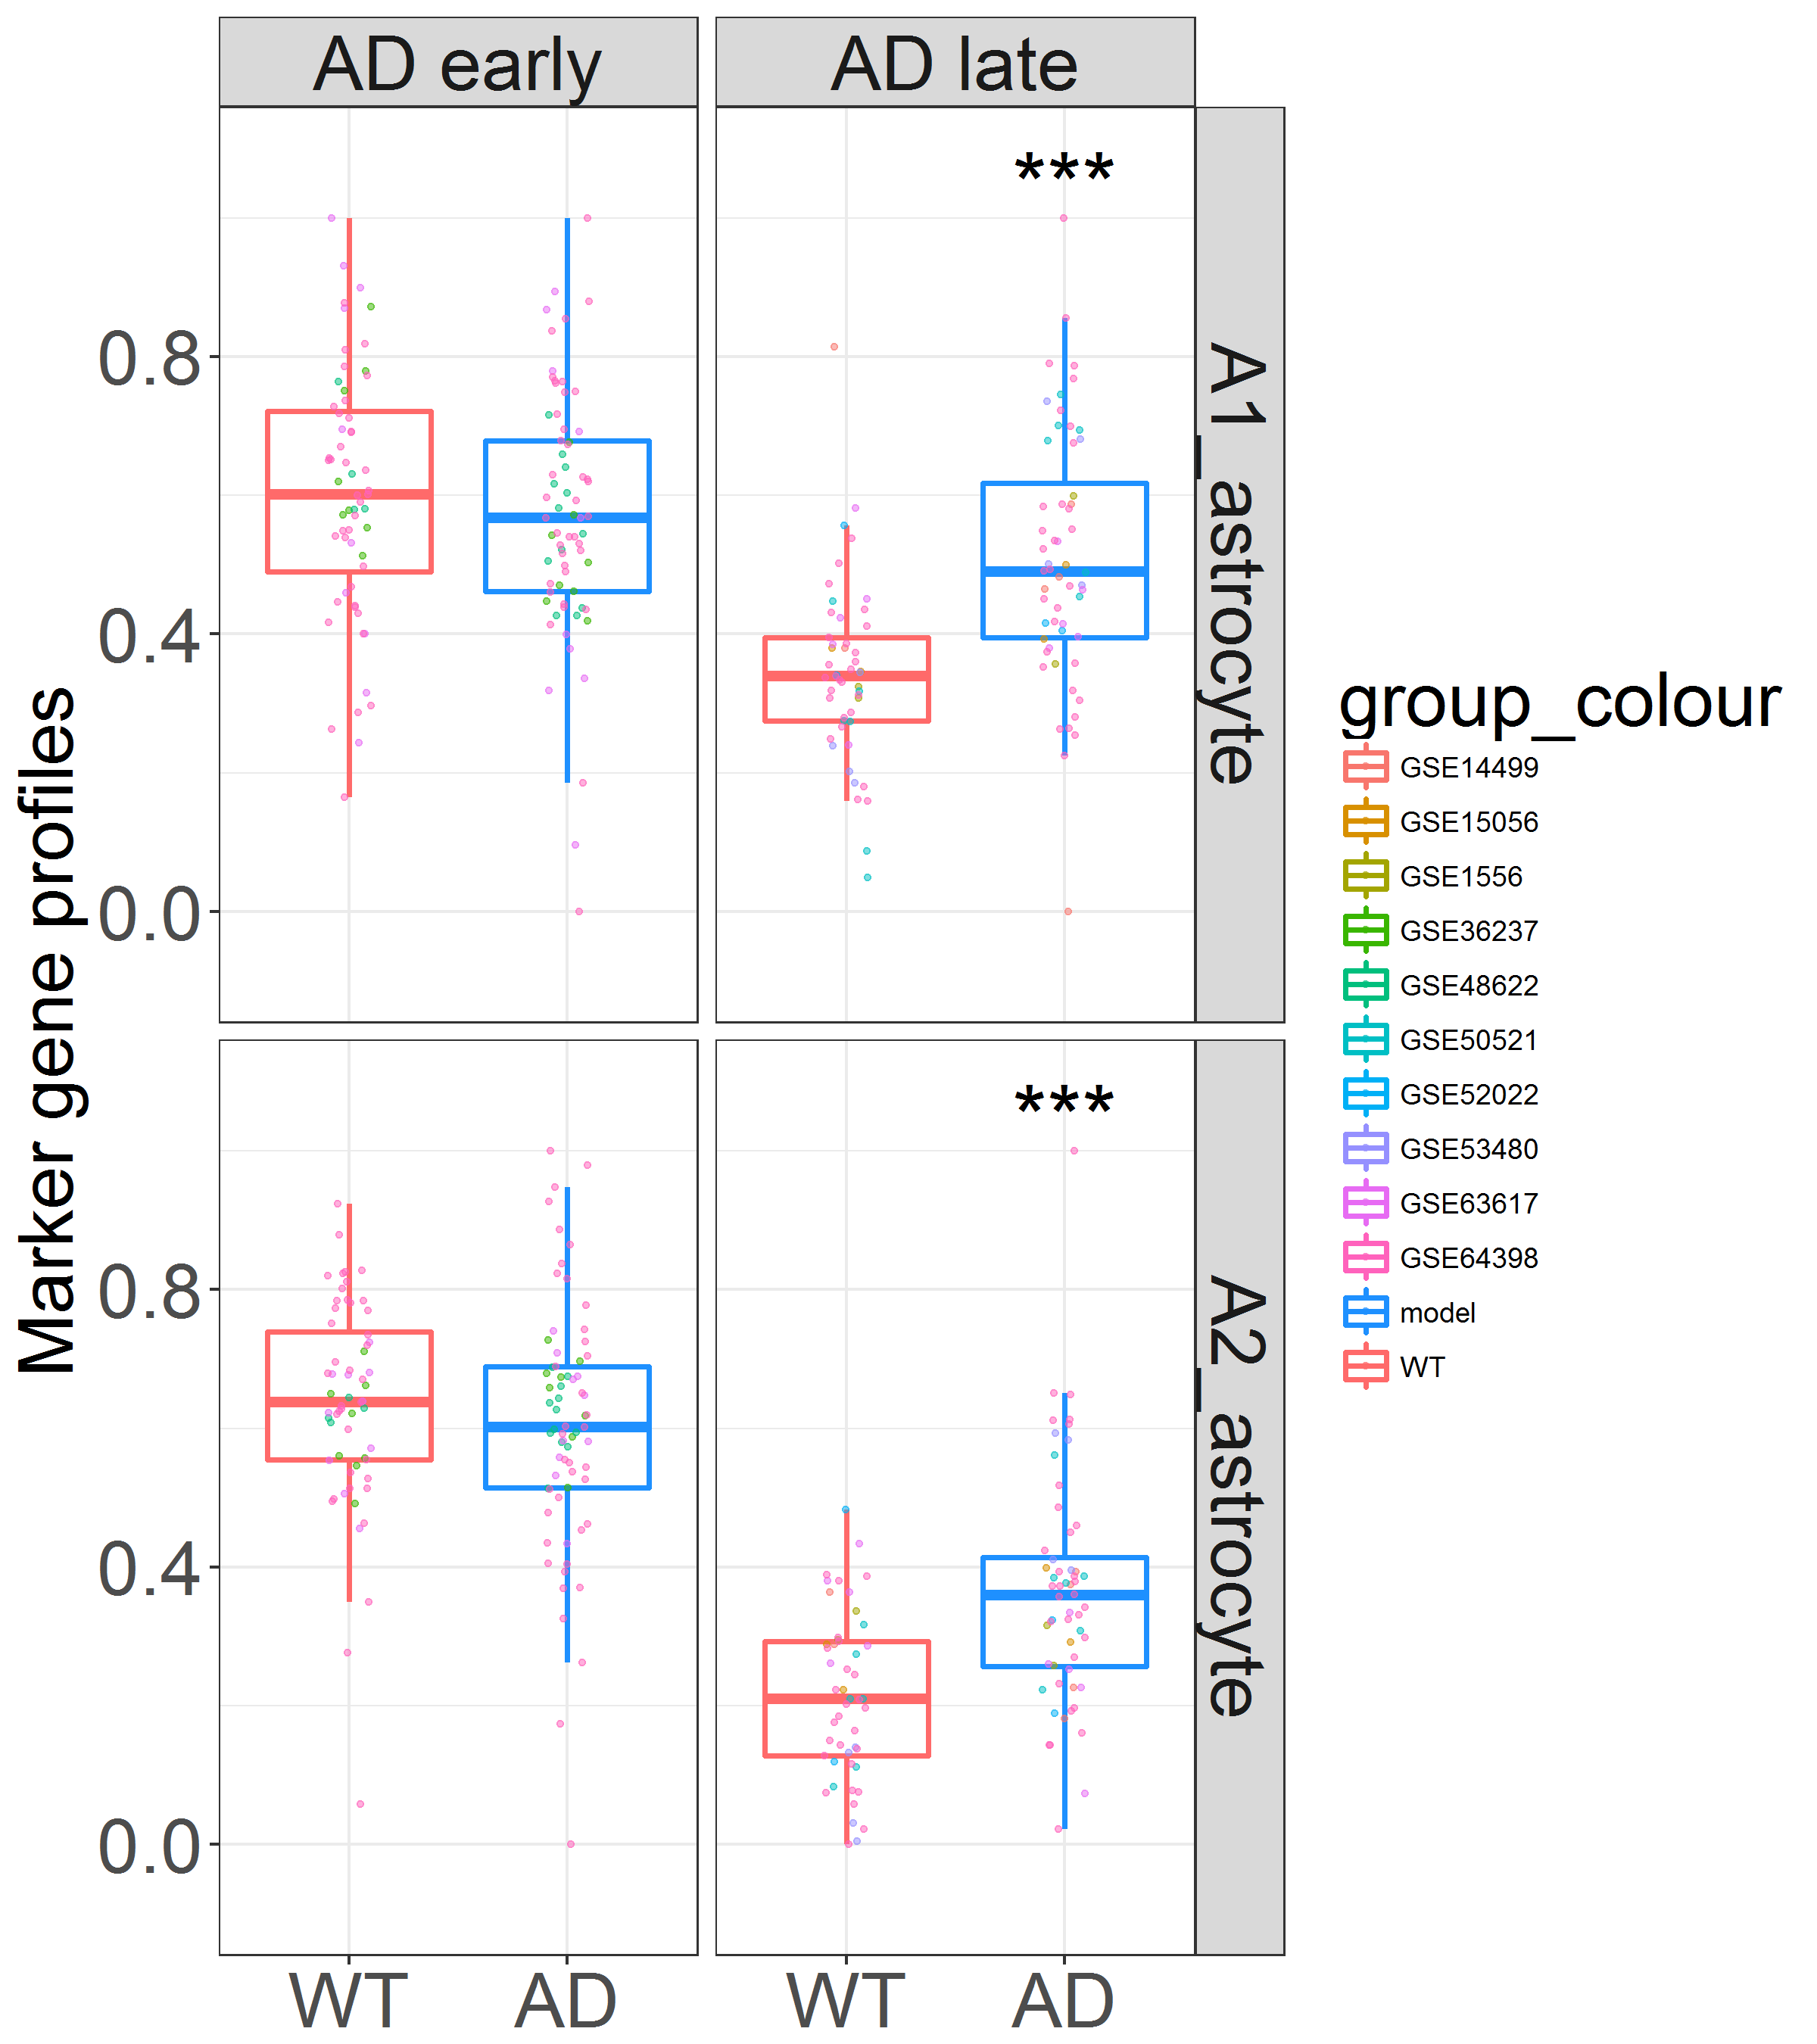 AD early
AD late
***
A1_astrocyte
0.8
0.4
0.0
Marker gene profiles
***
A2_astrocyte
0.8
0.4
0.0
WT
AD
WT
AD
group_colour
GSE14499
GSE15056
GSE1556
GSE36237
GSE48622
GSE50521
GSE52022
GSE53480
GSE63617
GSE64398
model
WT